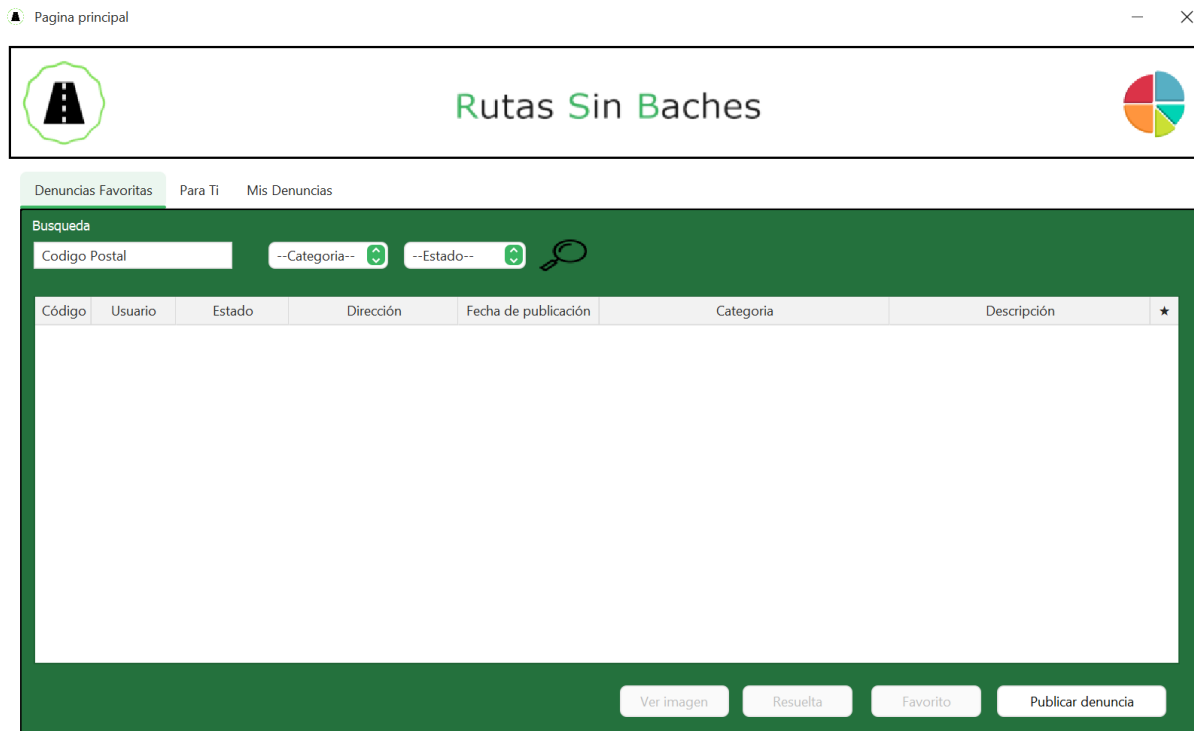 Pagina principal
Rutas Sin Baches
Denuncias Favoritas Para Ti Mis Denuncias
Busqueda
Codigo Postal --Categoria-- --Estado--
Código Usuario Estado Dirección Fecha de publicación Categoria Descripción ★
Ver imagen Resuelta Favorito Publicar denuncia